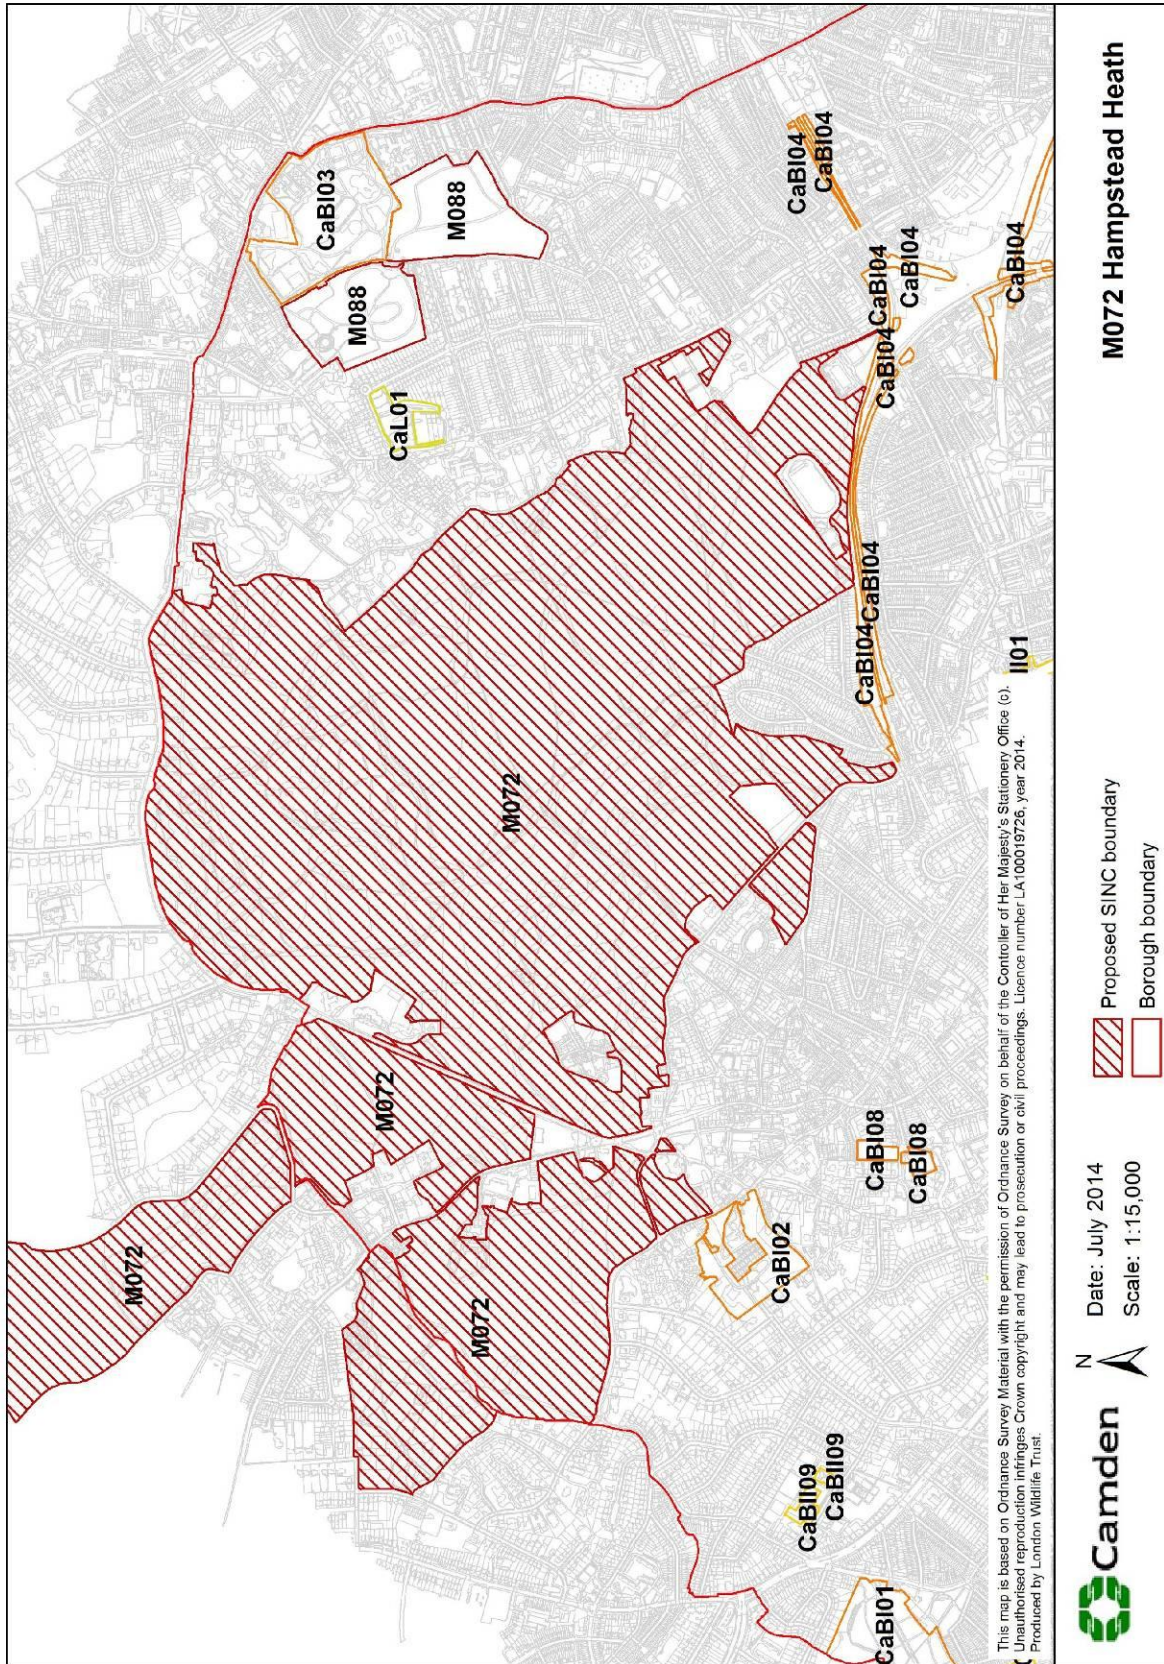 CaBI03
M088
M088
CaL01
CaBI04
CaBI04
CaBI04
CaBI04
CaBI04
CaBI04
CaBI04
CaBI04
II01
M072
M072
M072
M072
CaBI08
CaBI08
CaBI02
CaBII09
CaBII09
CaBI01
This map is based on Ordnance Survey Material with the permission of Ordnance Survey on behalf of the Controller of Her Majesty's Stationery Office (c).
Unauthorised reproduction infringes Crown copyright and may lead to prosecution or civil proceedings. Licence number LA100019726, year 2014.
Produced by London Wildlife Trust.
Camden
N
Date: July 2014
Scale: 1:15,000
Proposed SINC boundary
Borough boundary
M072 Hampstead Heath